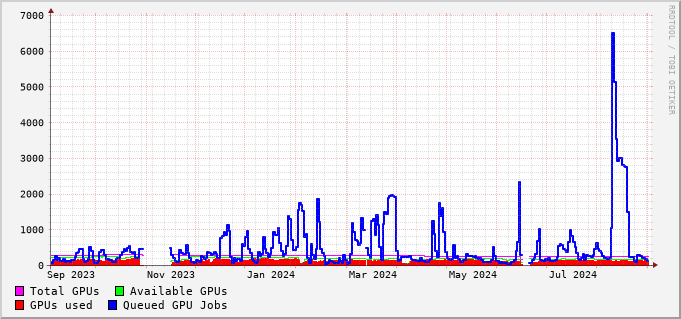 RRDTOOL / TOBI OETIKER
7000
6000
5000
4000
3000
2000
1000
0
Sep 2023 Nov 2023 Jan 2024 Mar 2024 May 2024 Jul 2024
Total GPUs Available GPUs
GPUs used Queued GPU Jobs